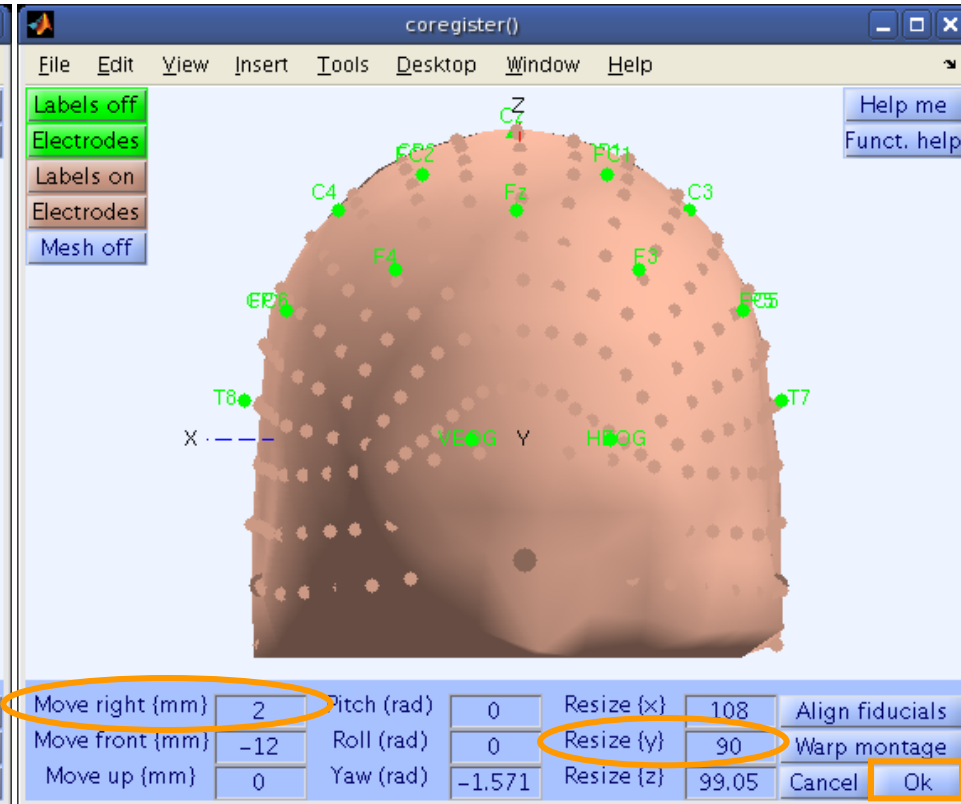 coregister()
File Edit View Insert Tools Desktop Window Help
Labels off
Electrodes
Labels on
Electrodes
Mesh off
Help me
Funct. help
Z
Cz
FC2
FC1
C4
Fz
C3
F4
F3
T8
T7
X
VEOG
Y
HEOG
Move right {mm} 2 Pitch (rad) 0 Resize {x} 108 Align fiducials
Move front {mm} -12 Roll (rad) 0 Resize {y} 90 Warp montage
Move up {mm} 0 Yaw (rad) -1.571 Resize {z} 99.05 Cancel Ok